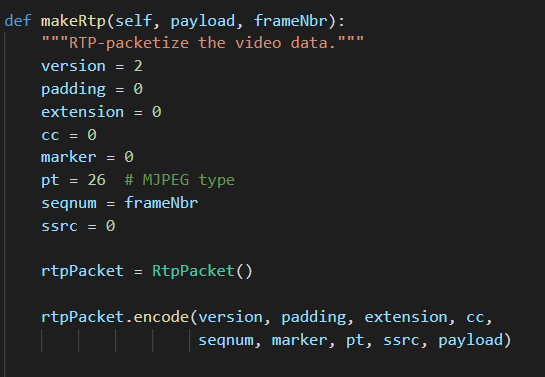 def makeRtp(self, payload, frameNbr):
    """RTP-packetize the video data."""
    version = 2
    padding = 0
    extension = 0
    cc = 0
    marker = 0
    pt = 26  # MJPEG type
    seqnum = frameNbr
    ssrc = 0

    rtpPacket = RtpPacket()

    rtpPacket.encode(version, padding, extension, cc,
                     seqnum, marker, pt, ssrc, payload)